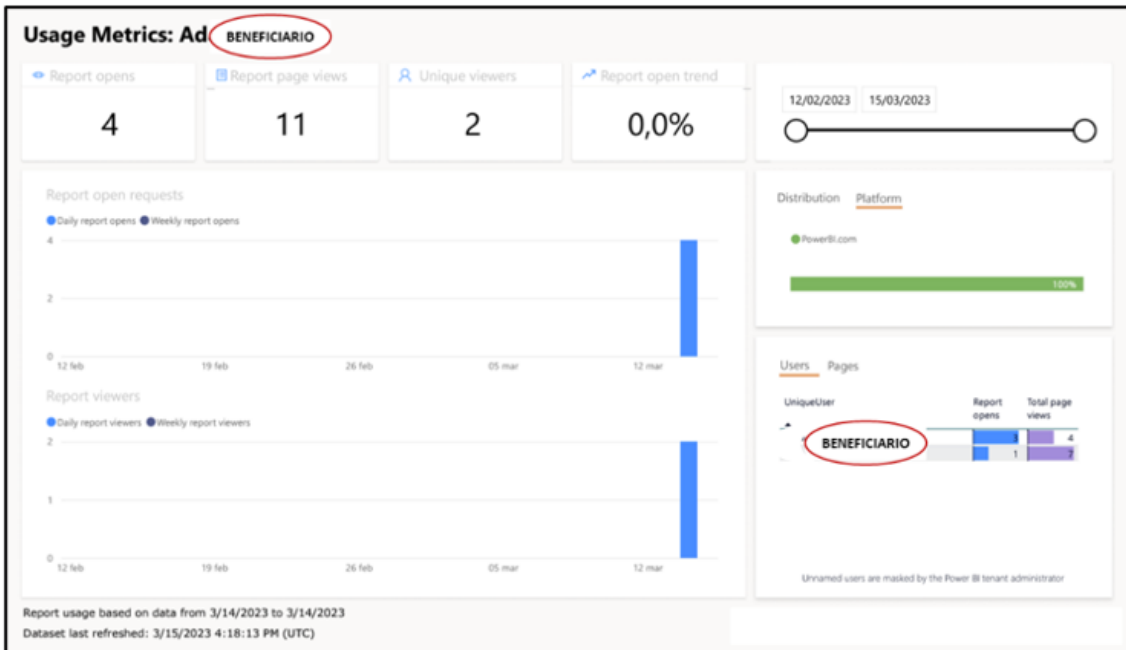 Usage Metrics: Ad BENEFICIARIO
Report opens
4
Report page views
11
Unique viewers
2
Report open trend
0,0%
12/02/2023 15/03/2023
Report open requests
Daily report opens Weekly report opens
4
2
0
12 feb 19 feb 26 feb 05 mar 12 mar
Report viewers
Daily report viewers Weekly report viewers
2
1
0
12 feb 19 feb 26 feb 05 mar 12 mar
Distribution Platform
PowerBI.com
100%
Users Pages
UniqueUser Report opens Total page views
BENEFICIARIO
3 4
1 7
Unnamed users are masked by the Power BI tenant administrator
Report usage based on data from 3/14/2023 to 3/14/2023
Dataset last refreshed: 3/15/2023 4:18:13 PM (UTC)